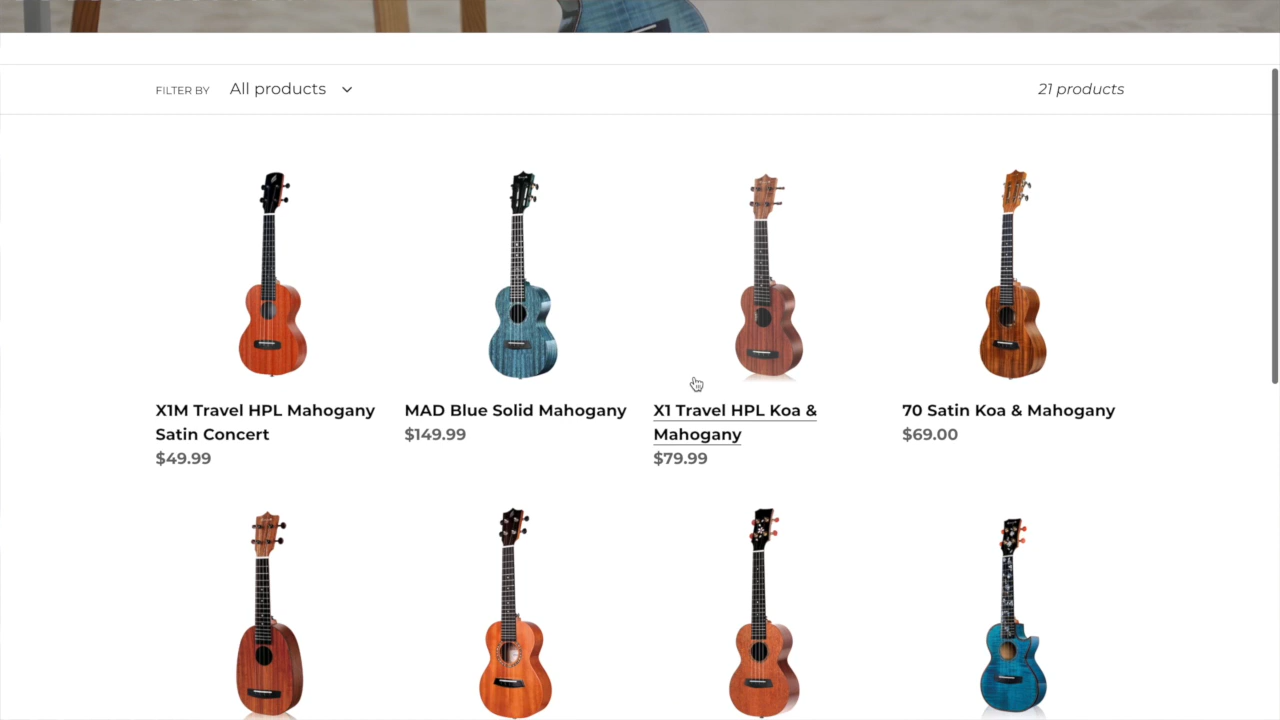 FILTER BY All products
21 products
X1M Travel HPL Mahogany
Satin Concert
$49.99
MAD Blue Solid Mahogany
$149.99
X1 Travel HPL Koa &
Mahogany
$79.99
70 Satin Koa & Mahogany
$69.00